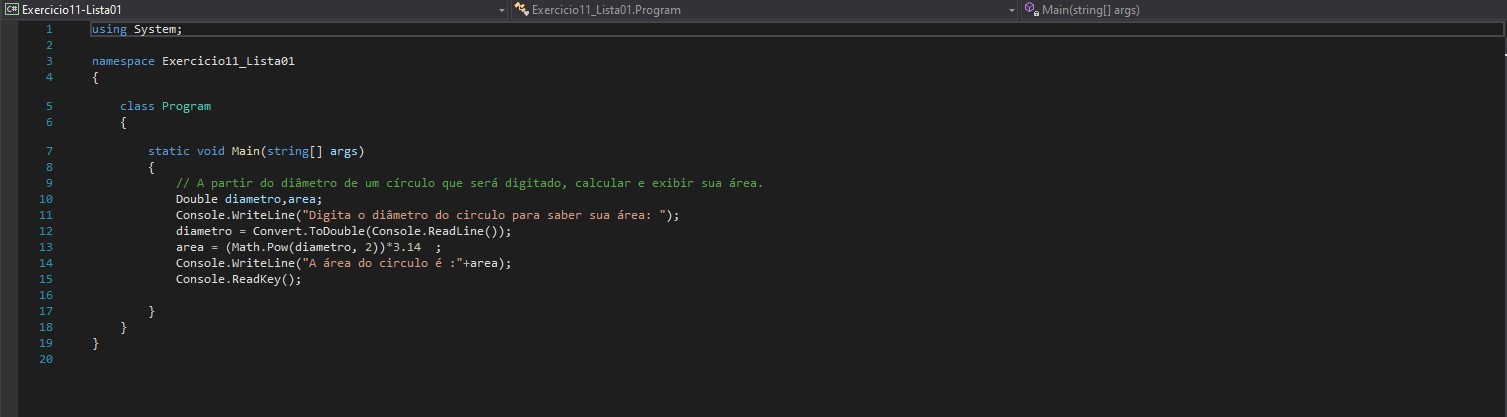 C# Exercicio11-Lista01 Exercicio11_Lista01.Program Main(string[] args)
1 using System;
2
3 namespace Exercicio11_Lista01
4 {
5 class Program
6 {
7 static void Main(string[] args)
8 {
9 // A partir do diâmetro de um círculo que será digitado, calcular e exibir sua área.
10 Double diametro,area;
11 Console.WriteLine("Digita o diâmetro do circulo para saber sua área: ");
12 diametro = Convert.ToDouble(Console.ReadLine());
13 area = (Math.Pow(diametro, 2))*3.14  ;
14 Console.WriteLine("A área do circulo é :"+area);
15 Console.ReadKey();
16
17 }
18 }
19 }
20